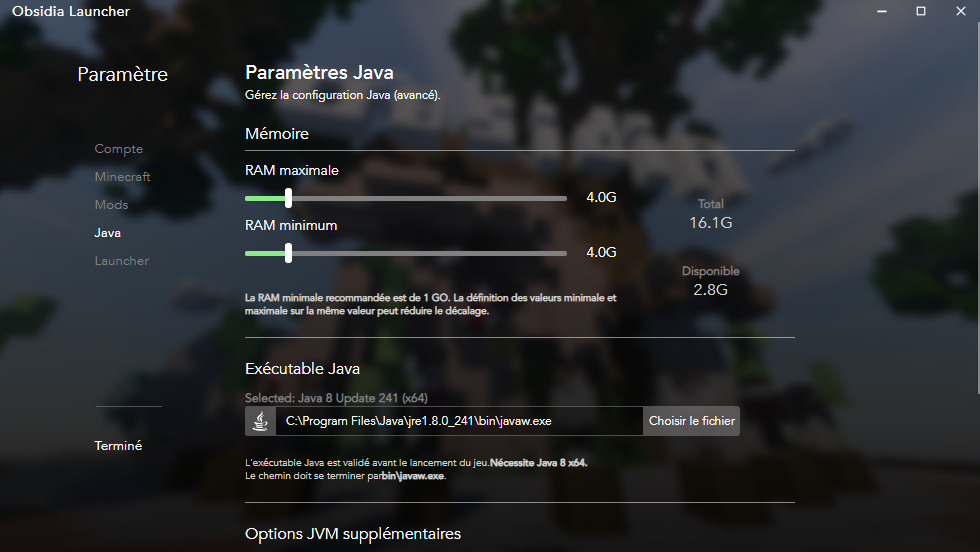 Obsidia Launcher
Paramètre
Compte
Minecraft
Mods
Java
Launcher
Terminé
Paramètres Java
Gérez la configuration Java (avancé).
Mémoire
RAM maximale
4.0G
RAM minimum
4.0G
Total
16.1G
Disponible
2.8G
La RAM minimale recommandée est de 1 GO. La définition des valeurs minimale et
maximale sur la même valeur peut réduire le décalage.
Exécutable Java
Selected: Java 8 Update 241 (x64)
C:\Program Files\Java\jre1.8.0_241\bin\javaw.exe
Choisir le fichier
L'exécutable Java est validé avant le lancement du jeu.Nécessite Java 8 x64.
Le chemin doit se terminer parbin\javaw.exe.
Options JVM supplémentaires